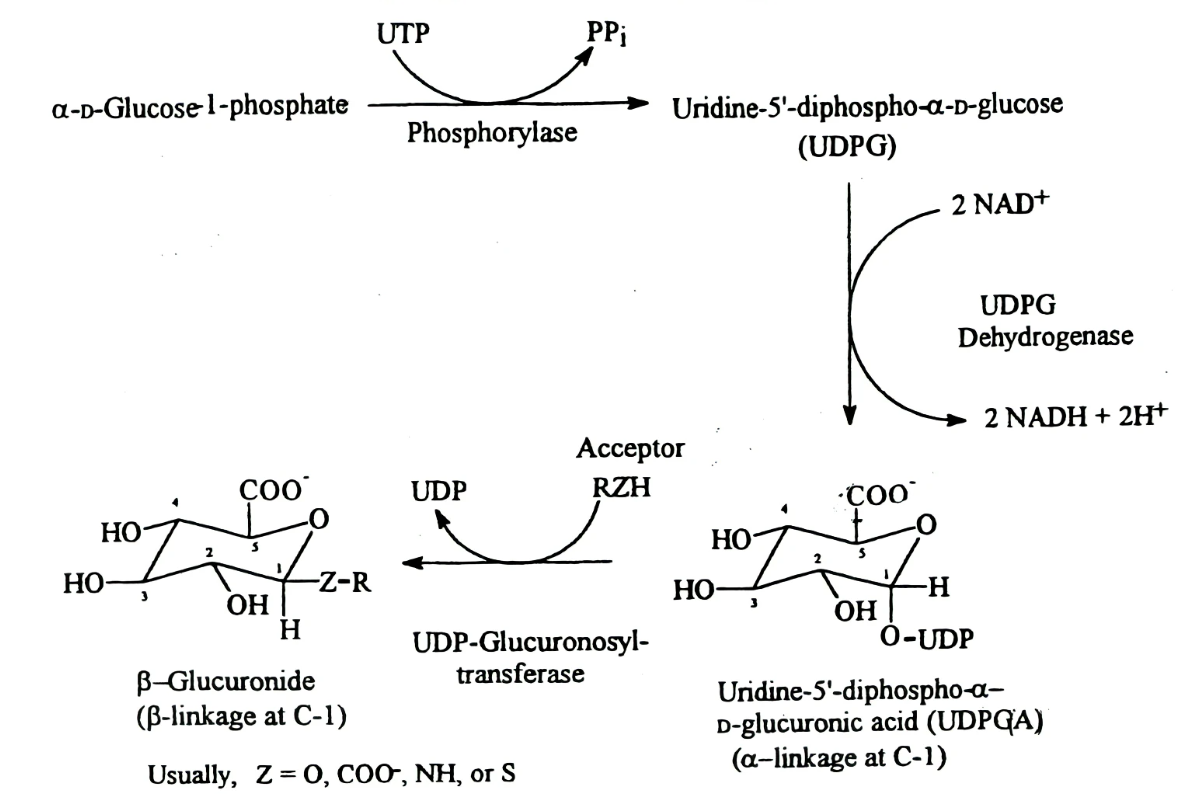 UTP
PPi
α-D-Glucose-1-phosphate
Phosphorylase
Uridine-5'-diphospho-α-D-glucose
(UDPG)
2 NAD+
UDPG
Dehydrogenase
2 NADH + 2H+
Acceptor
RZH
UDP
COO-
4
O
HO
5
2
1
HO
3
OH
Z-R
H
UDP-Glucuronosyl-
transferase
COO-
4
O
HO
5
2
1
H
HO
3
OH
O-UDP
β-Glucuronide
(β-linkage at C-1)
Uridine-5'-diphospho-α-
D-glucuronic acid (UDPGA)
(α-linkage at C-1)
Usually, Z = O, COO-, NH, or S